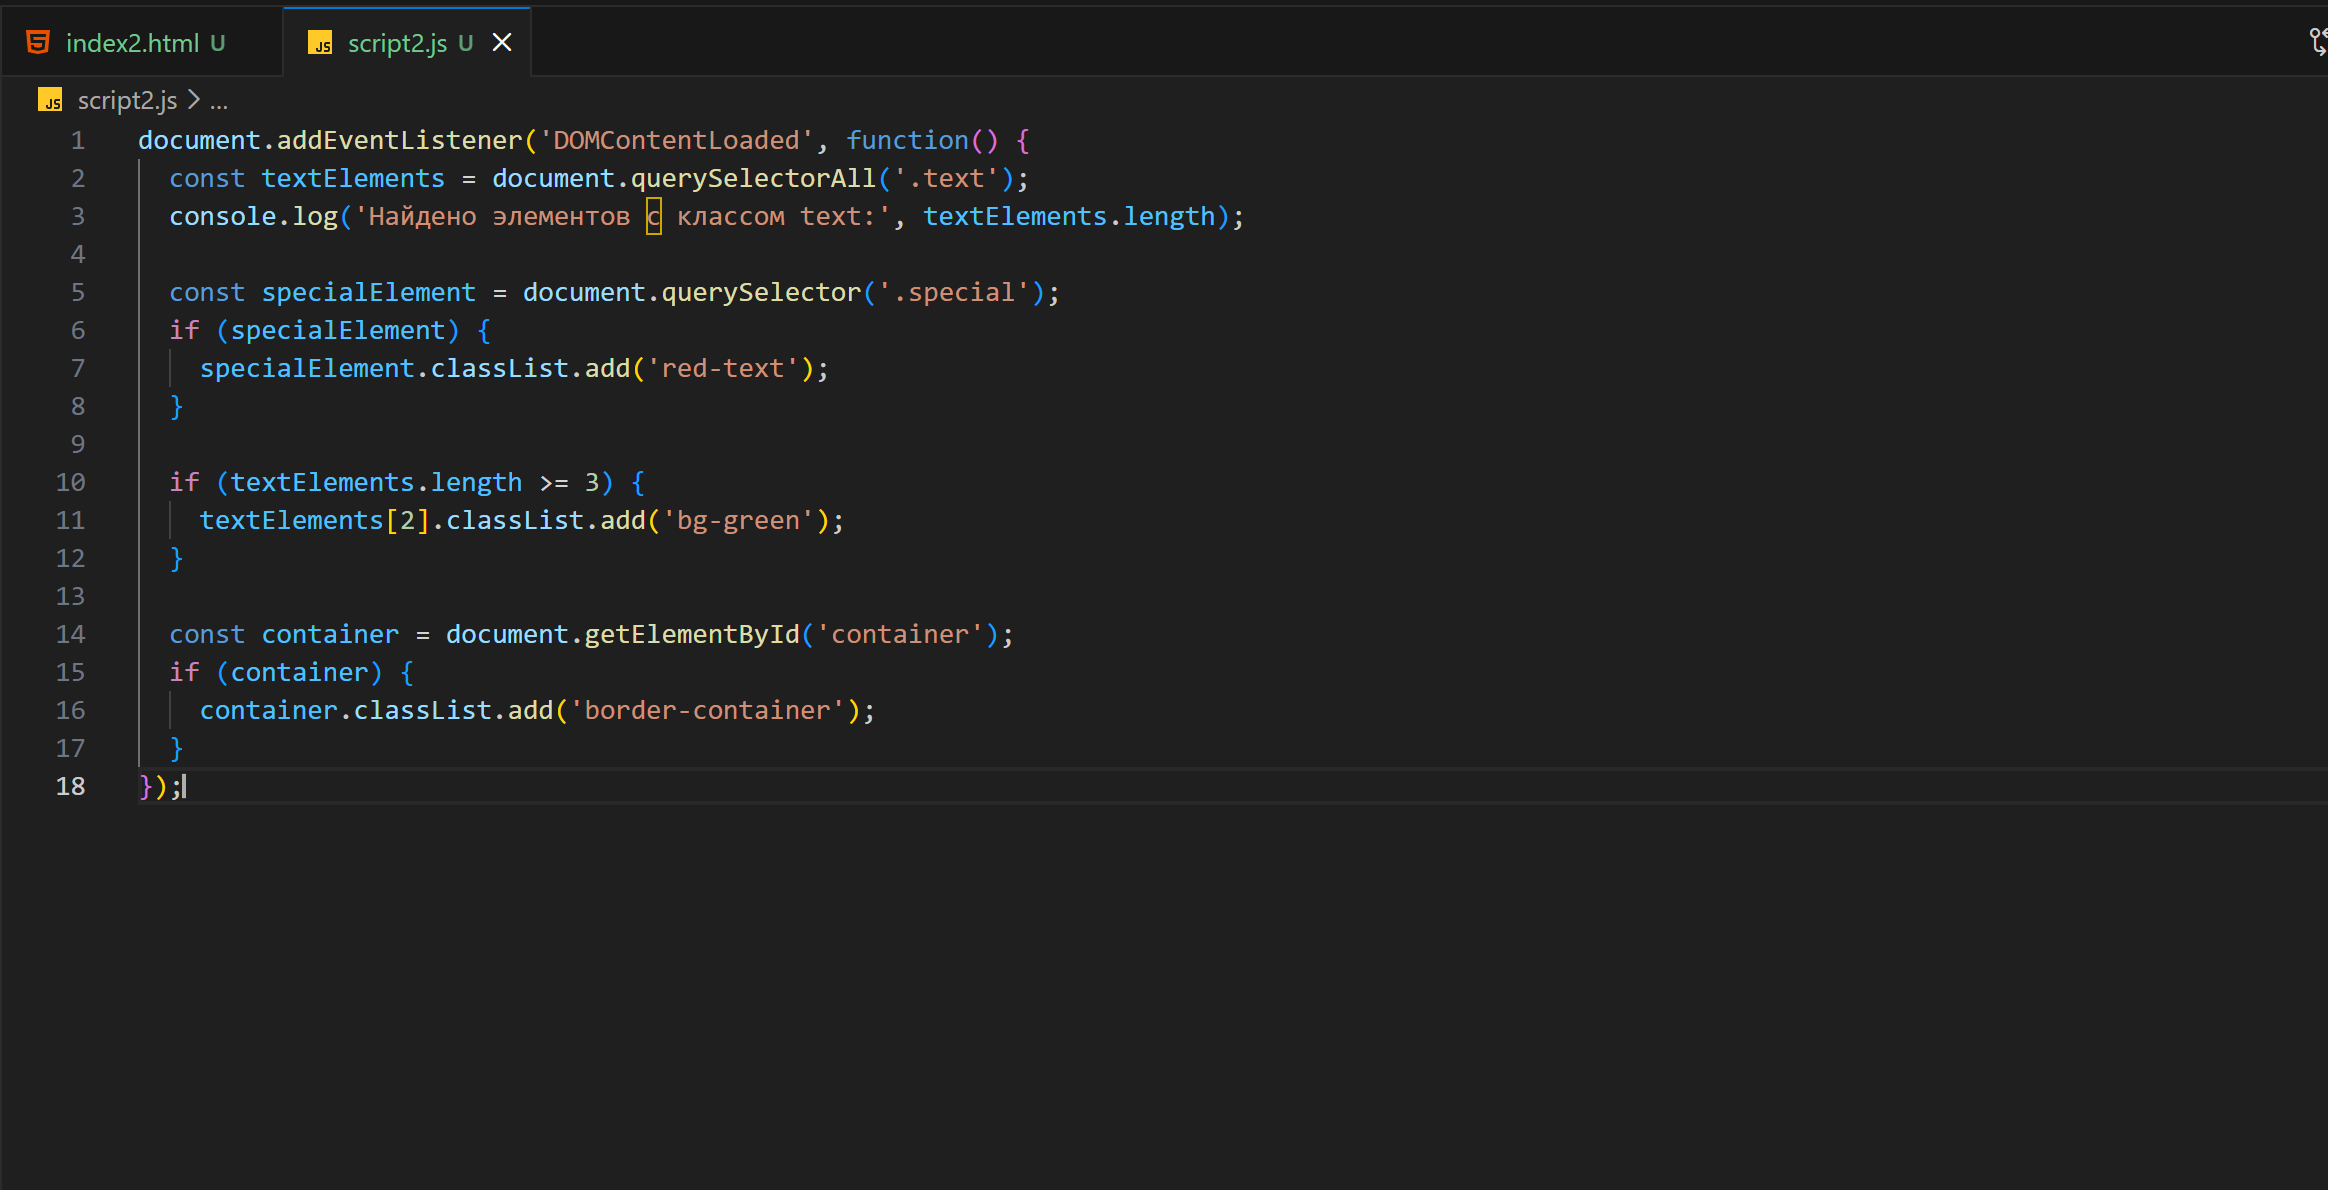 index2.html U
JS script2.js U
JS script2.js > ...
1 document.addEventListener('DOMContentLoaded', function() {
2 const textElements = document.querySelectorAll('.text');
3 console.log('Найдено элементов с классом text:', textElements.length);
4
5 const specialElement = document.querySelector('.special');
6 if (specialElement) {
7 specialElement.classList.add('red-text');
8 }
9
10 if (textElements.length >= 3) {
11 textElements[2].classList.add('bg-green');
12 }
13
14 const container = document.getElementById('container');
15 if (container) {
16 container.classList.add('border-container');
17 }
18 });